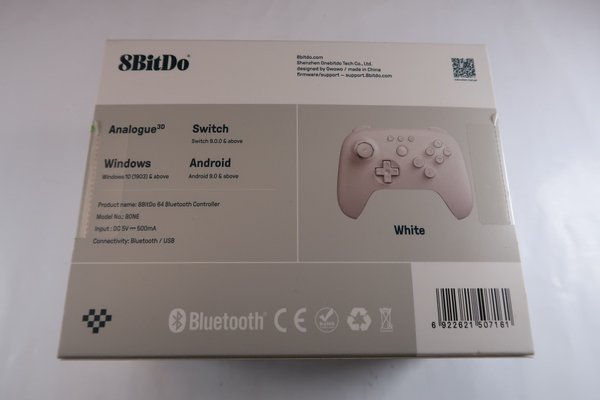 8BitDo
8bitdo.com
Shenzhen 8bitdo Tech Co., Ltd.
designed by Gwowo / made in China
firmware/support – support.8bitdo.com
Analogue3D
Switch
Switch 9.0.0 & above
Windows
Windows 10 (1903) & above
Android
Android 9.0 & above
Product name: 8BitDo 64 Bluetooth Controller
Model No.: 80NE
Input : DC 5V⎓500mA
Connectivity: Bluetooth / USB
White
Bluetooth®
CE
6 922621 507161